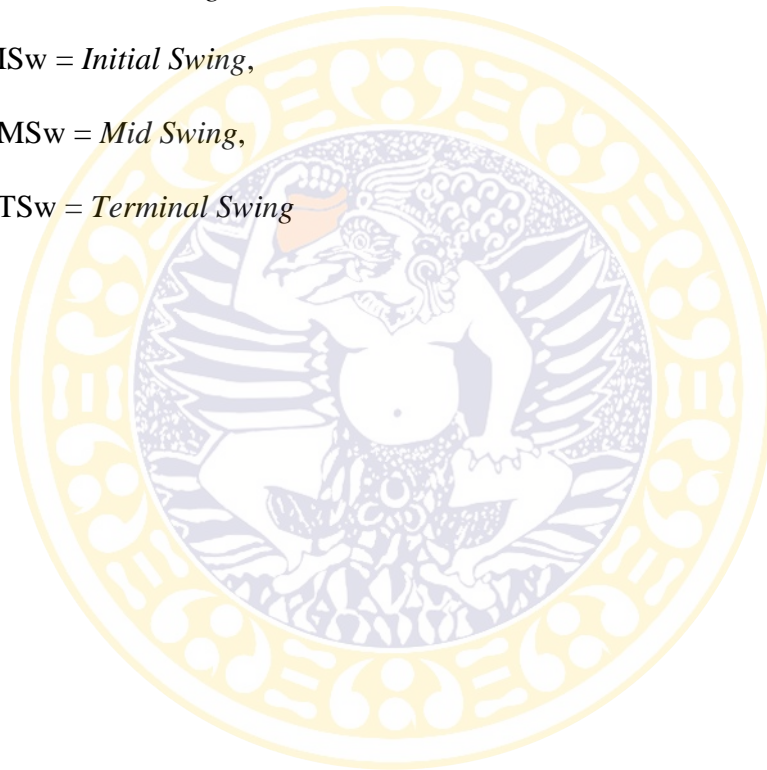 ISw = Initial Swing,
MSw = Mid Swing,
TSw = Terminal Swing